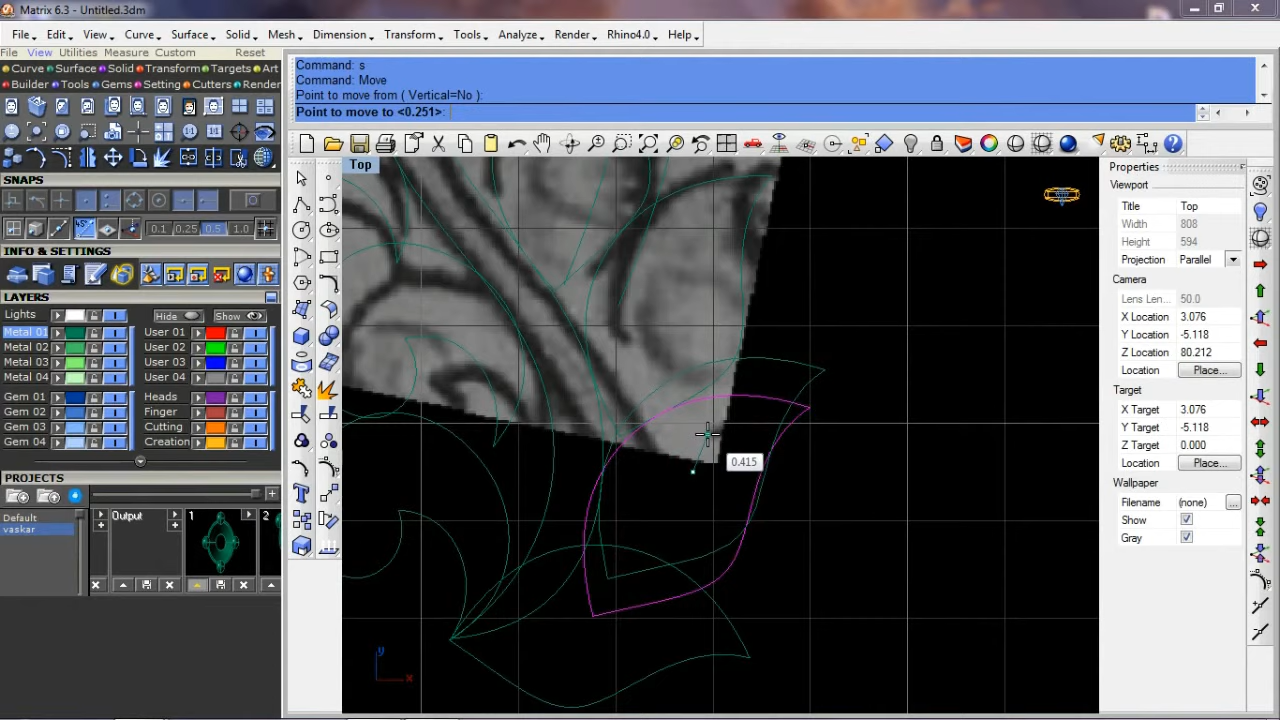 Matrix 6.3 - Untitled.3dm
File Edit View Curve Surface Solid Mesh Dimension Transform Tools Analyze Render Rhino4.0 Help
File View Utilities Measure Custom Reset
Curve Surface Solid Transform Targets Art
Builder Tools Gems Setting Cutters Render
Command: s
Command: Move
Point to move from ( Vertical=No ):
Point to move to <0.251>:
1:1 1:1
SNAPS
45° 0.1 0.25 0.5 1.0
INFO & SETTINGS
LAYERS
Lights Hide Show
Metal 01 User 01
Metal 02 User 02
Metal 03 User 03
Metal 04 User 04
Gem 01 Heads
Gem 02 Finger
Gem 03 Cutting
Gem 04 Creation
PROJECTS
Default
vaskar
Output 1 2
Top
0.415
y
x
Properties
Viewport
Title Top
Width 808
Height 594
Projection Parallel
Camera
Lens Len... 50.0
X Location 3.076
Y Location -5.118
Z Location 80.212
Location Place...
Target
X Target 3.076
Y Target -5.118
Z Target 0.000
Location Place...
Wallpaper
Filename (none) ...
Show
Gray